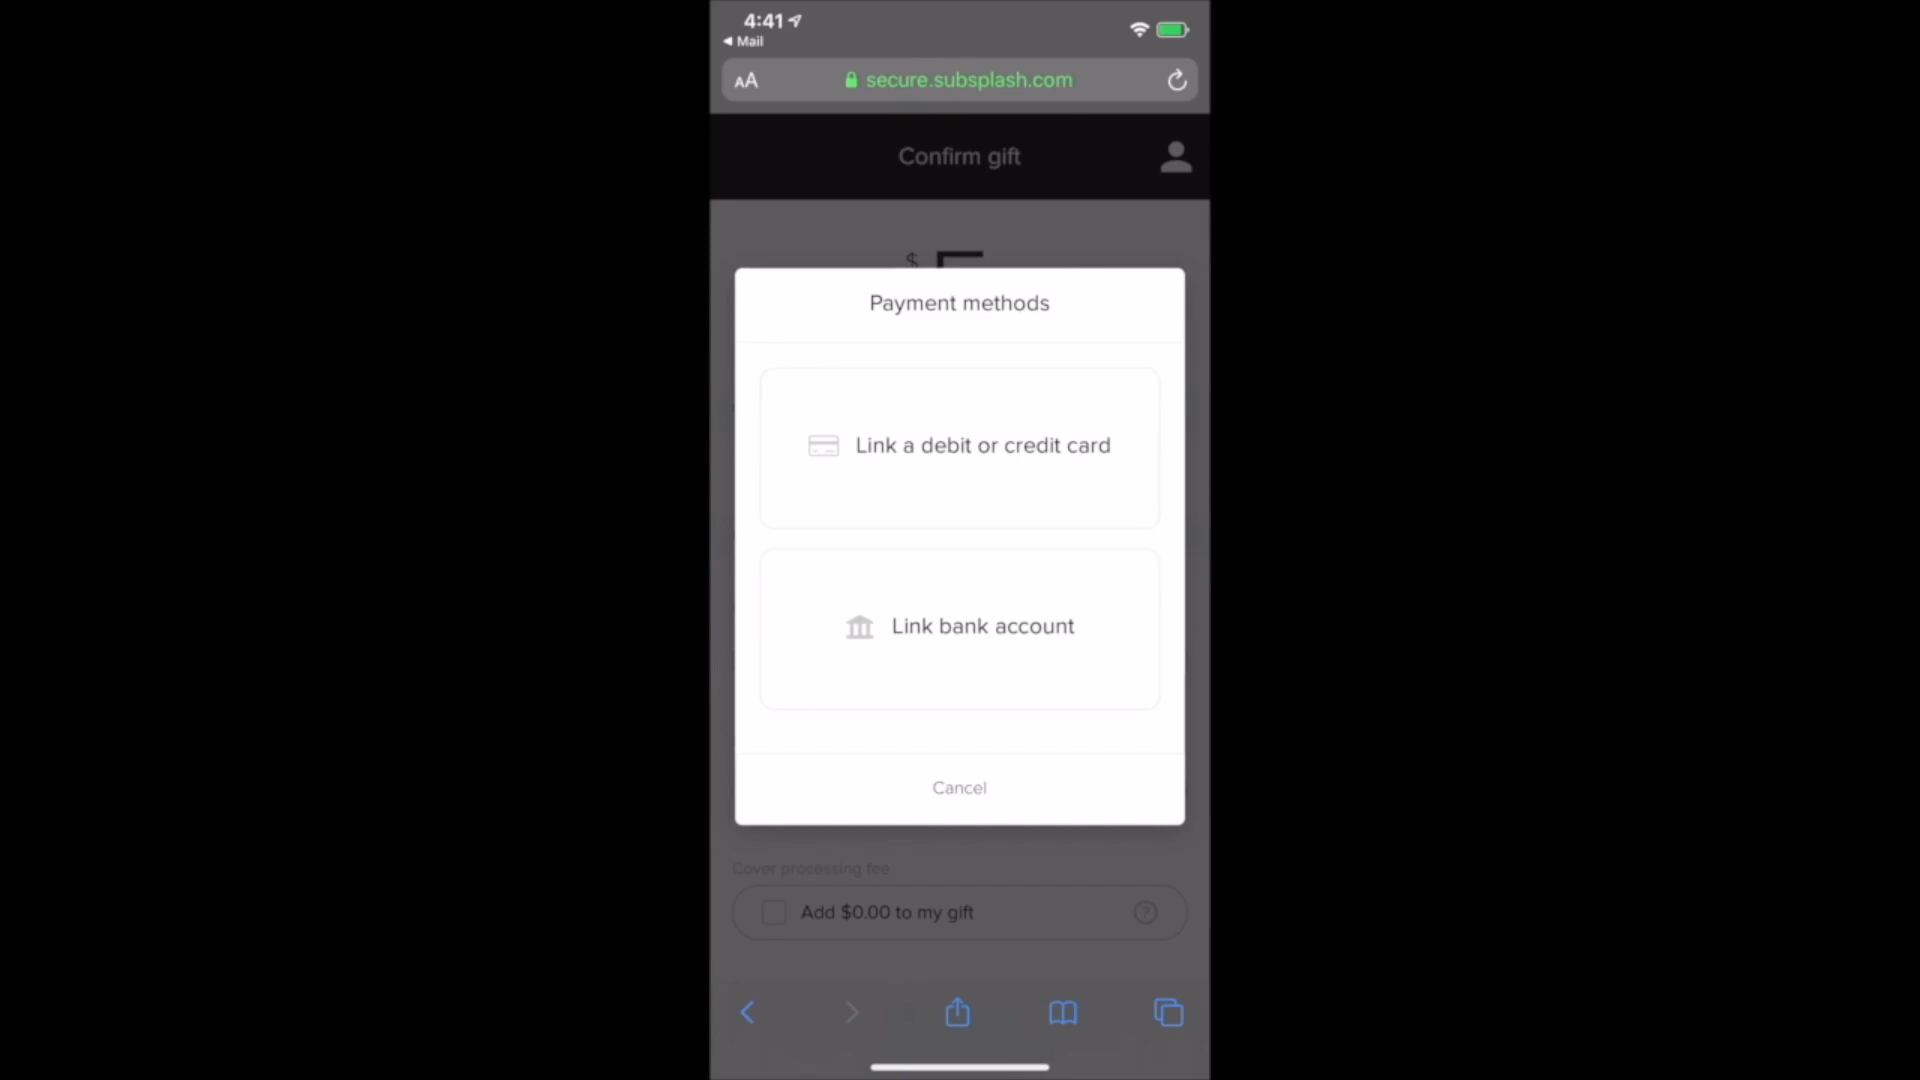 4:41
◀ Mail
AA secure.subsplash.com
Confirm gift
$
Payment methods
Link a debit or credit card
Link bank account
Cancel
Cover processing fee
Add $0.00 to my gift ?